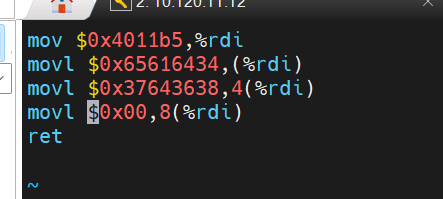 2. 10.120.11.12
mov $0x4011b5,%rdi
movl $0x65616434,(%rdi)
movl $0x37643638,4(%rdi)
movl $0x00,8(%rdi)
ret
~